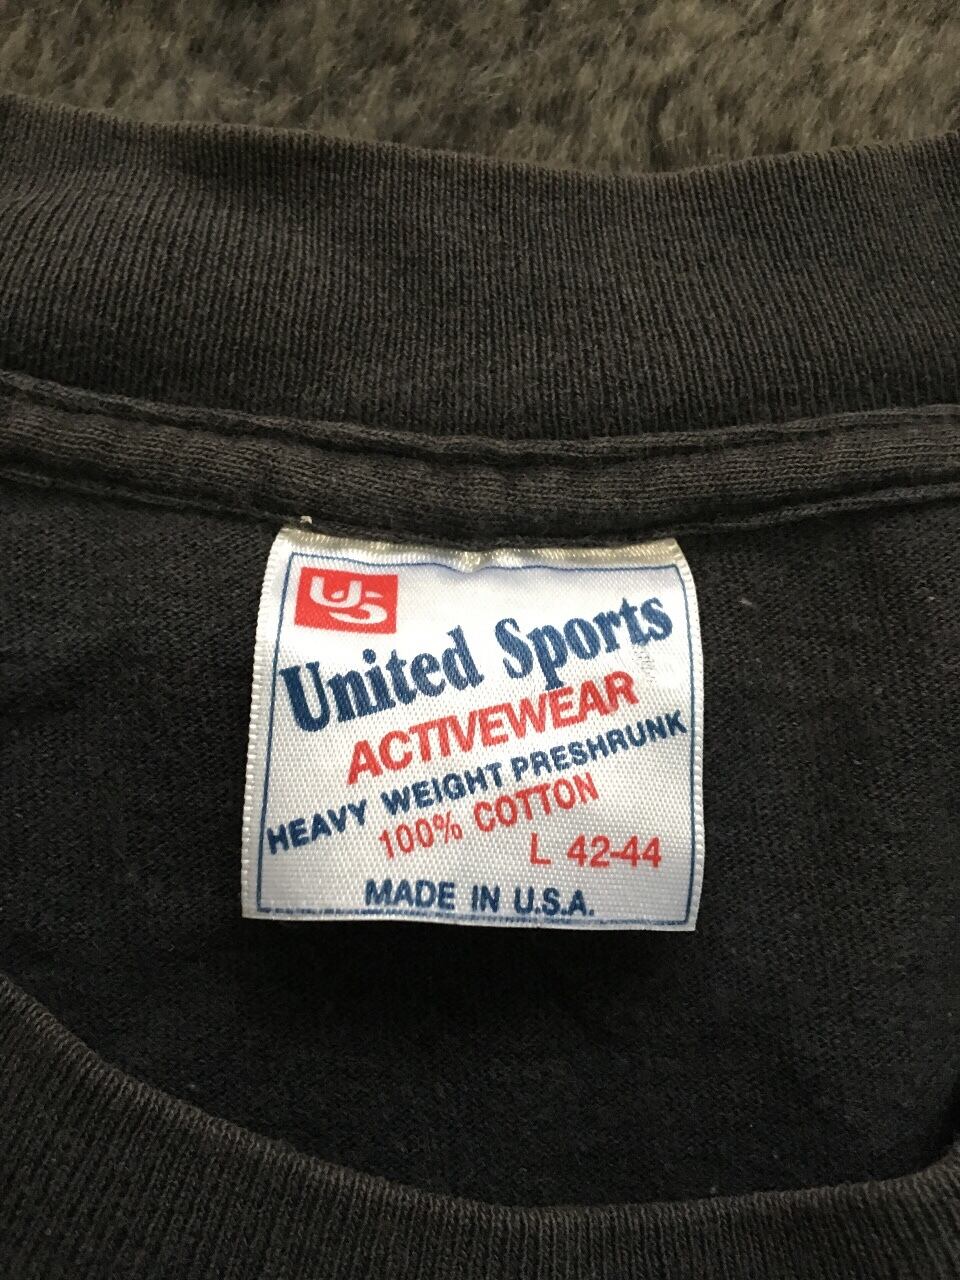 US
United Sports
ACTIVEWEAR
HEAVY WEIGHT PRESHRUNK
100% COTTON
L 42-44
MADE IN U.S.A.